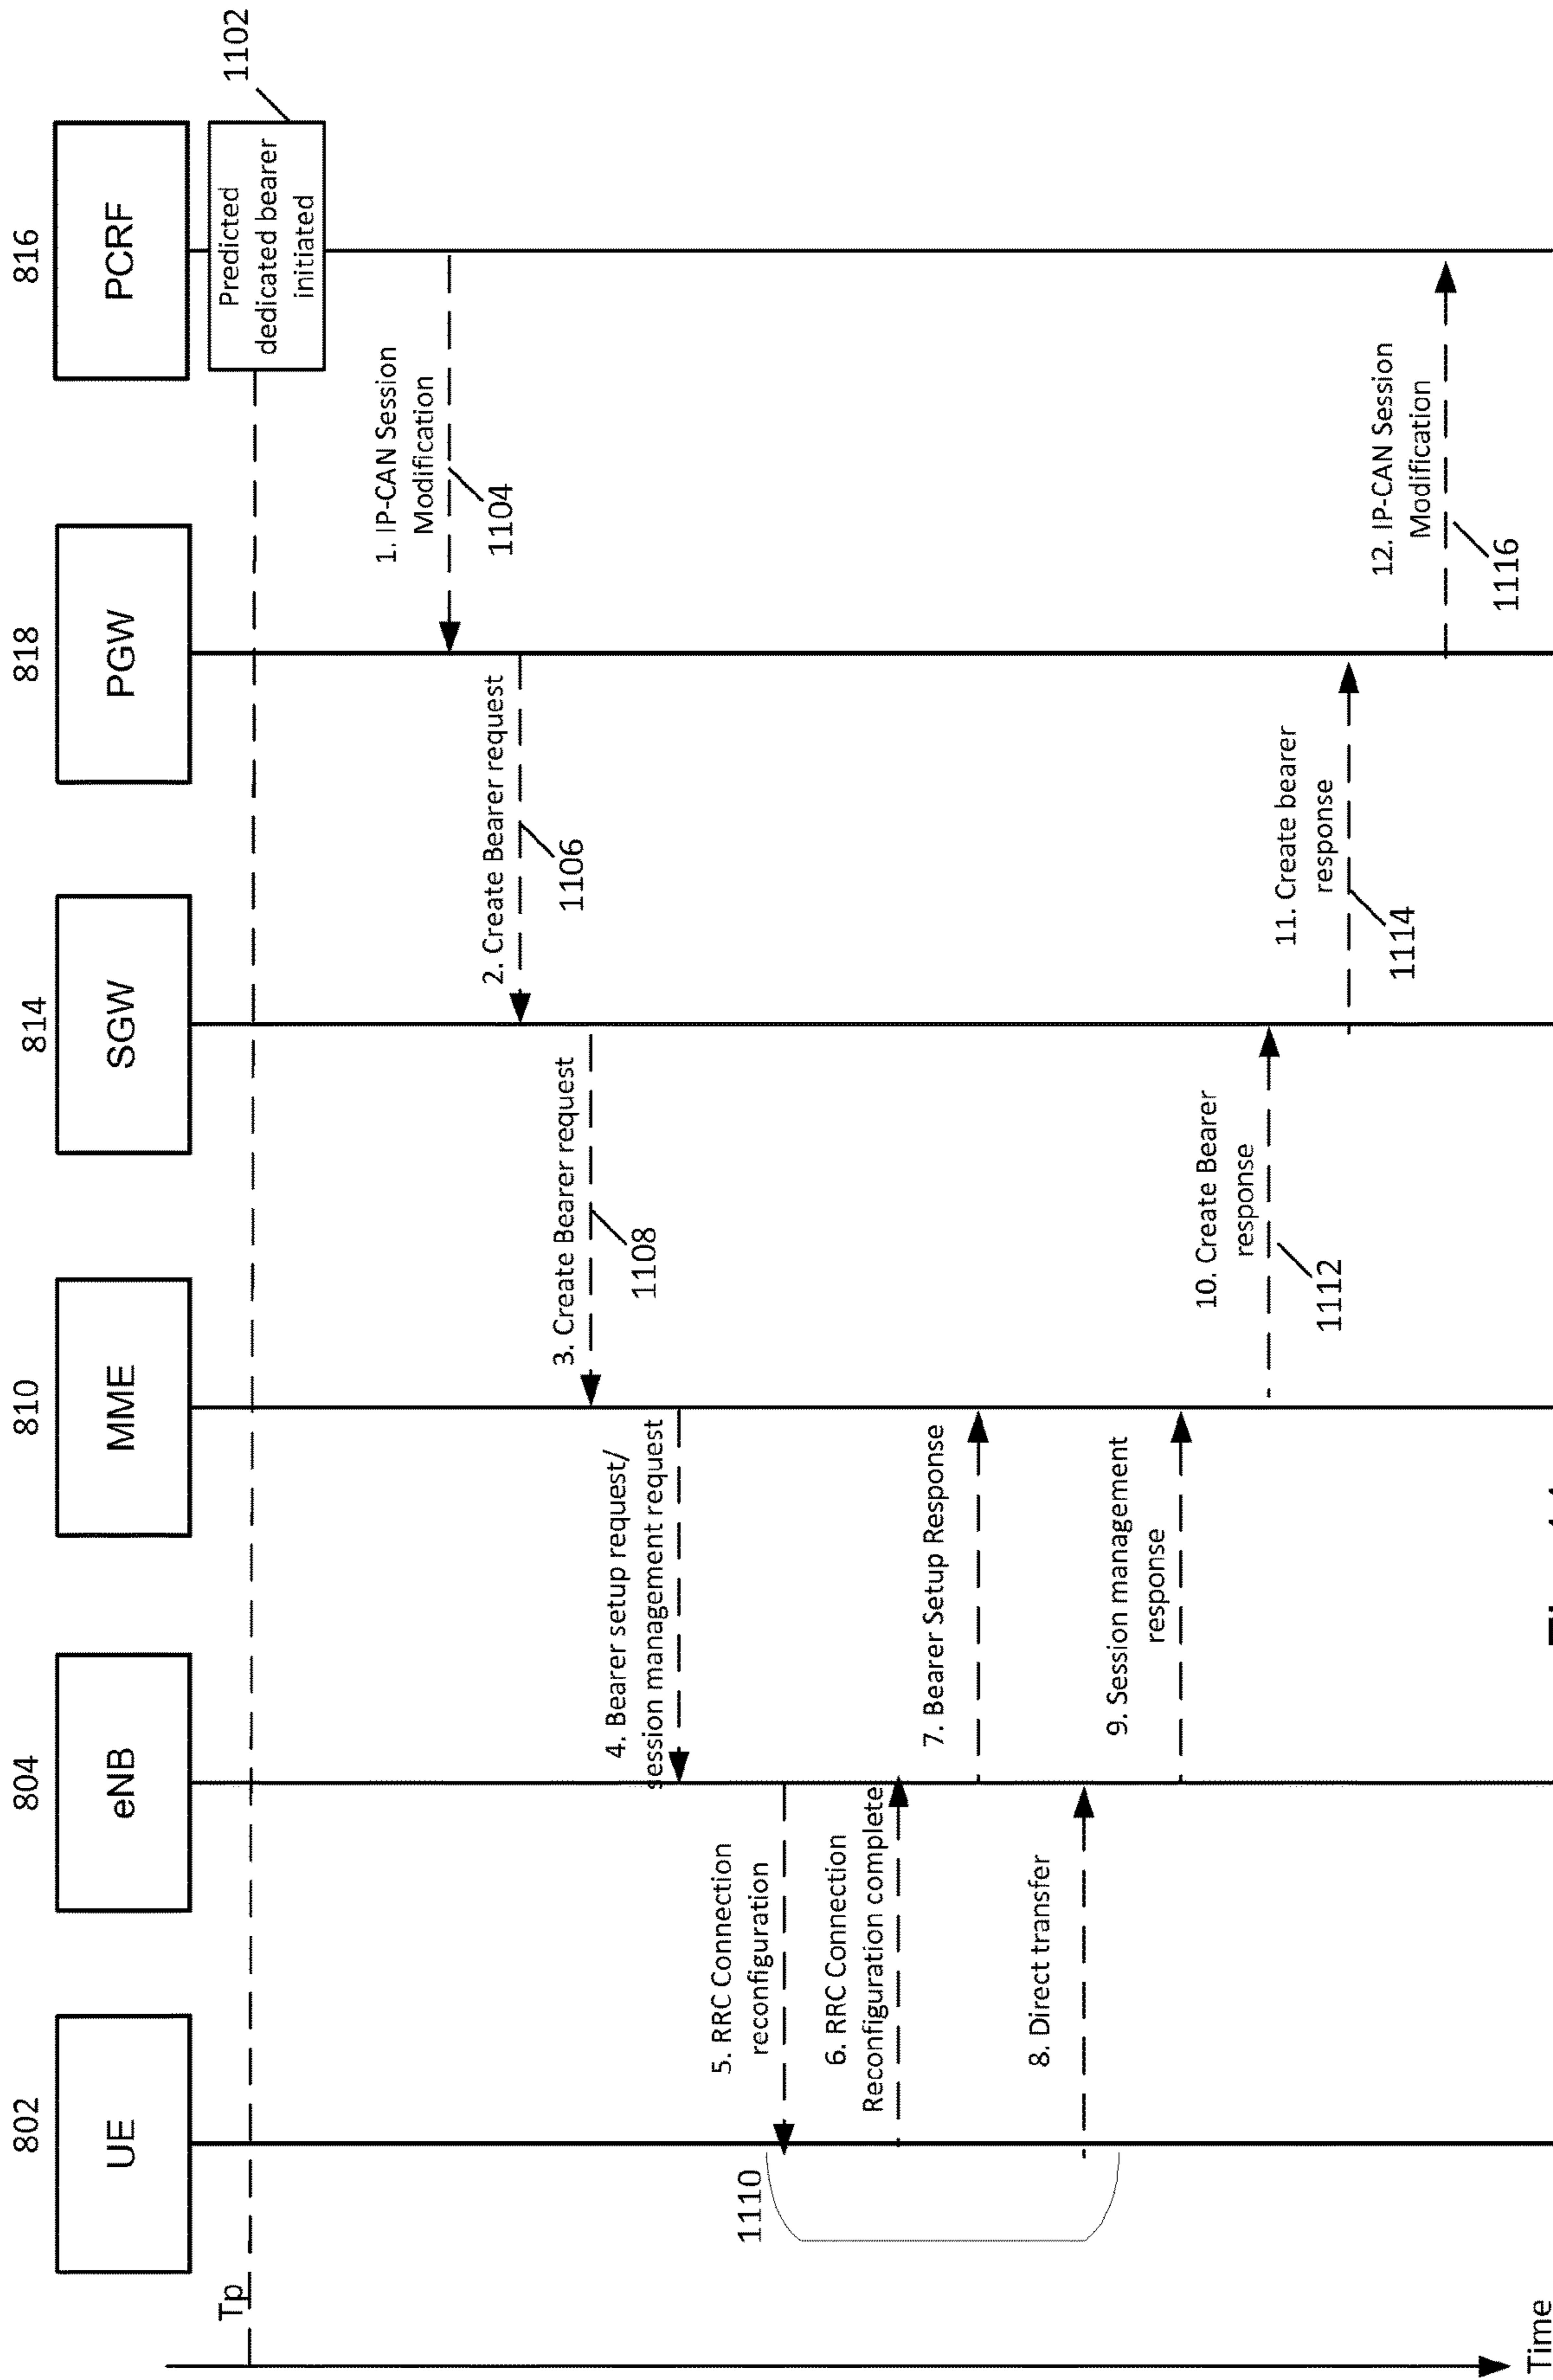 802
804
810
814
818
816
UE
eNB
MME
SGW
PGW
PCRF
1102
Tp
Predicted
dedicated bearer
initiated
1. IP-CAN Session
Modification
1104
2. Create Bearer request
1106
3. Create Bearer request
1108
4. Bearer setup request/
session management request
1110
5. RRC Connection
reconfiguration
6. RRC Connection
Reconfiguration complete
7. Bearer Setup Response
8. Direct transfer
9. Session management
response
10. Create Bearer
response
1112
11. Create bearer
response
1114
12. IP-CAN Session
Modification
1116
Time